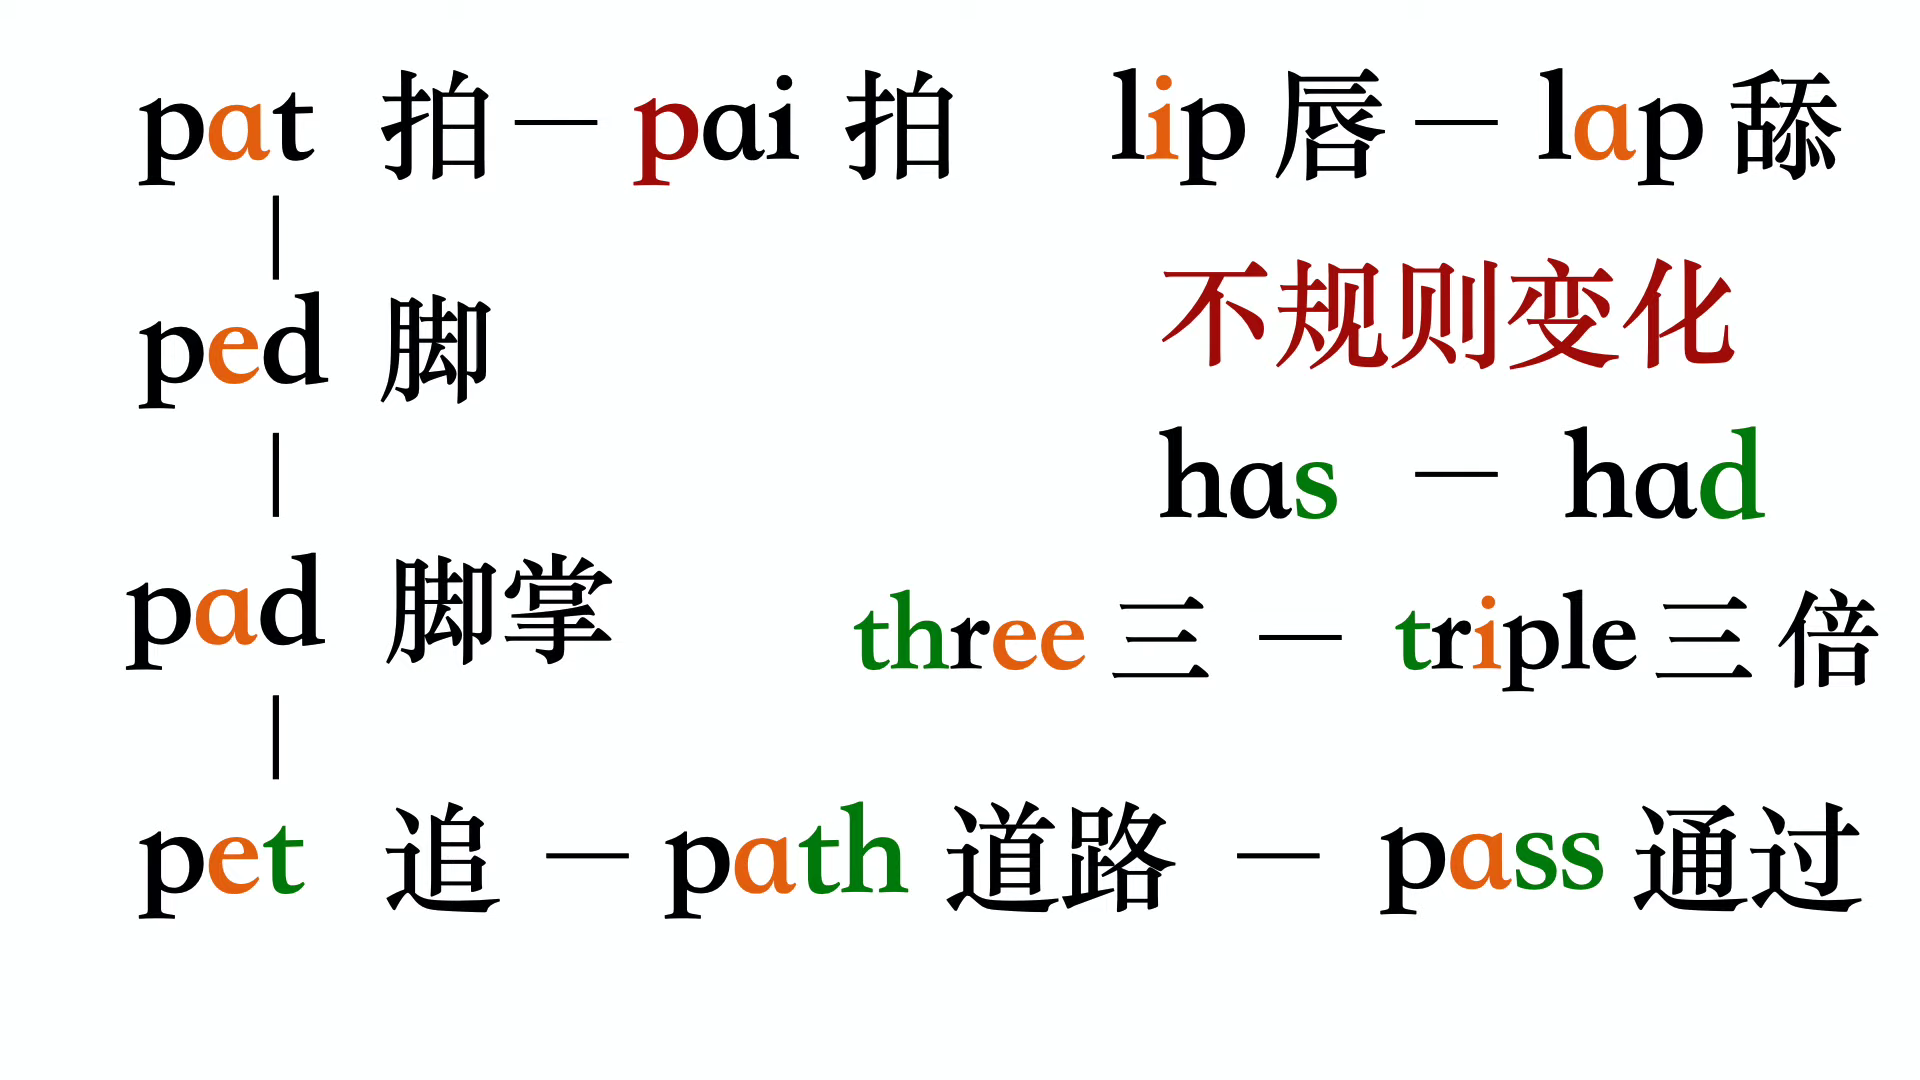 pat 拍 — pai 拍 lip 唇 — lap 舔
ped 脚
不规则变化
has — had
pad 脚掌
three 三 — triple 三倍
pet 追 — path 道路 — pass 通过